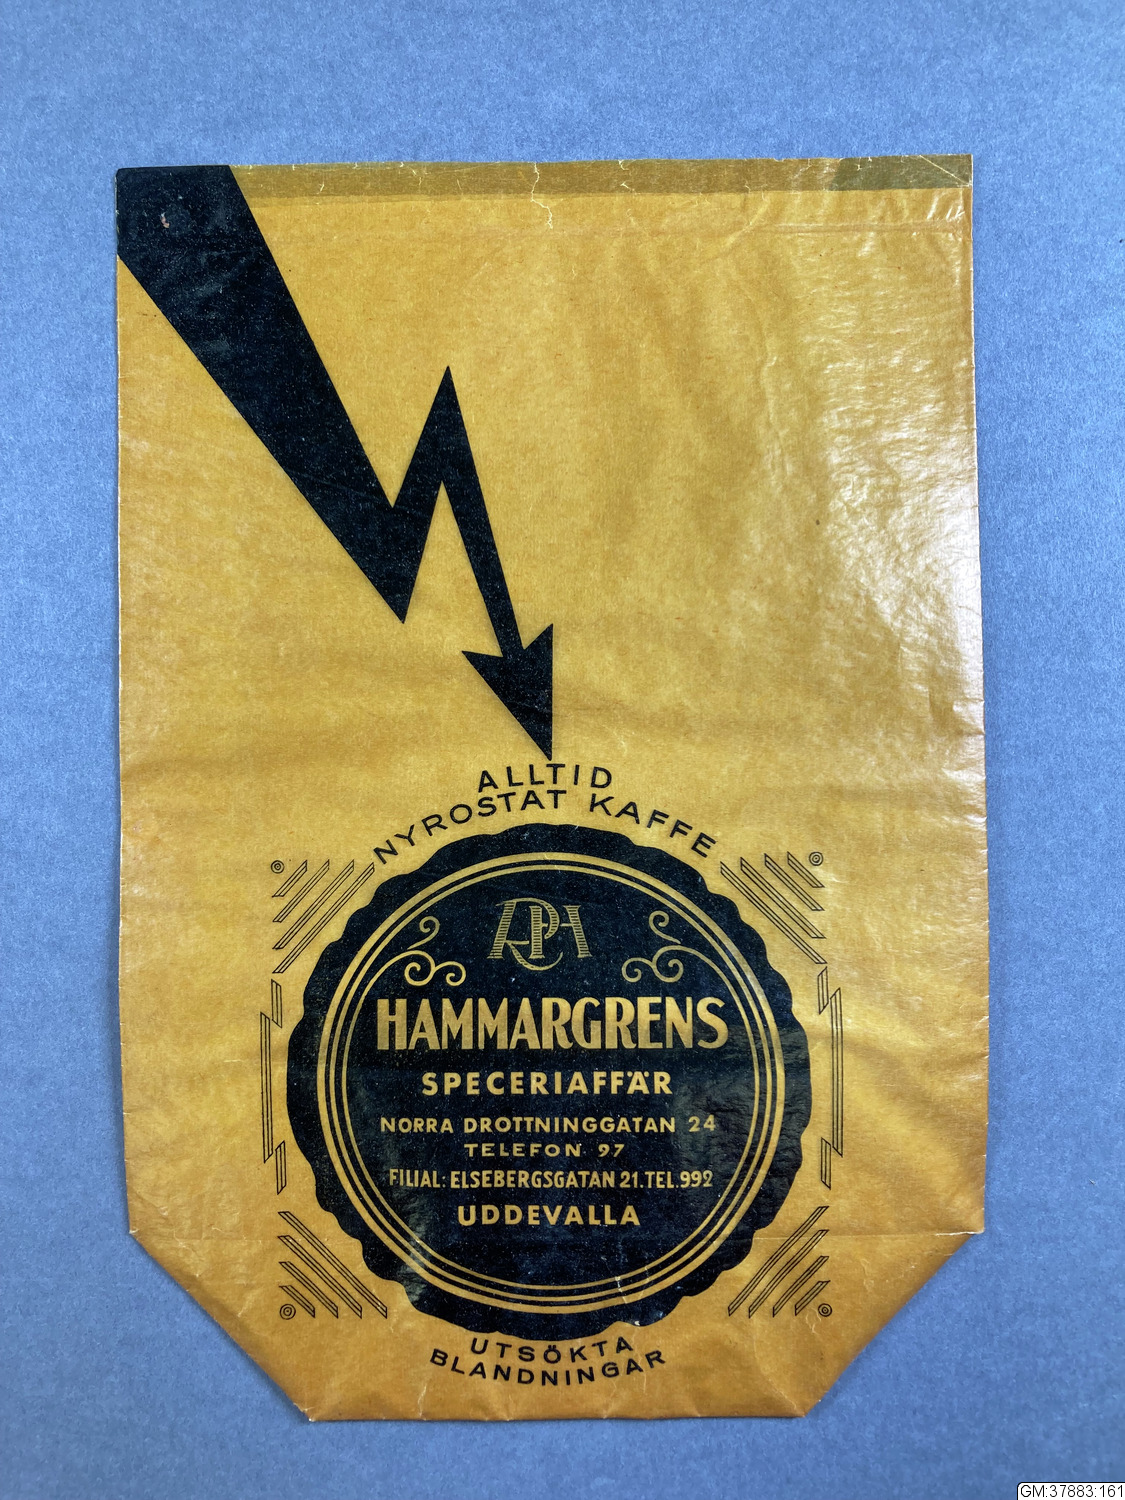 ALLTID
NYROSTAT KAFFE
RPH
HAMMARGRENS
SPECERIAFFÄR
NORRA DROTTNINGGATAN 24
TELEFON 97
FILIAL: ELSEBERGSGATAN 21. TEL. 992
UDDEVALLA
UTSÖKTA
BLANDNINGAR
GM:37883:161